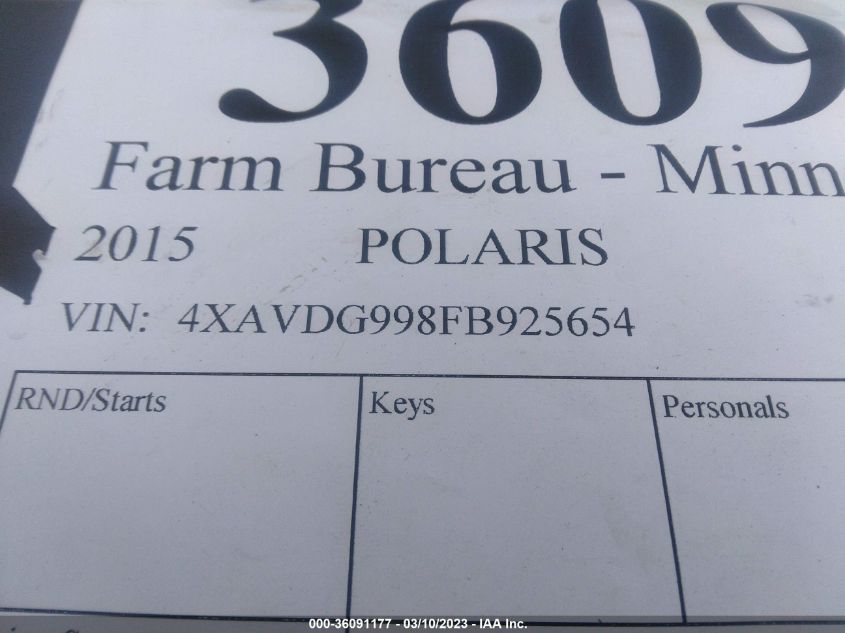 3609
Farm Bureau - Minn
2015 POLARIS
VIN: 4XAVDG998FB925654
RND/Starts Keys Personals
000-36091177 - 03/10/2023 - IAA Inc.